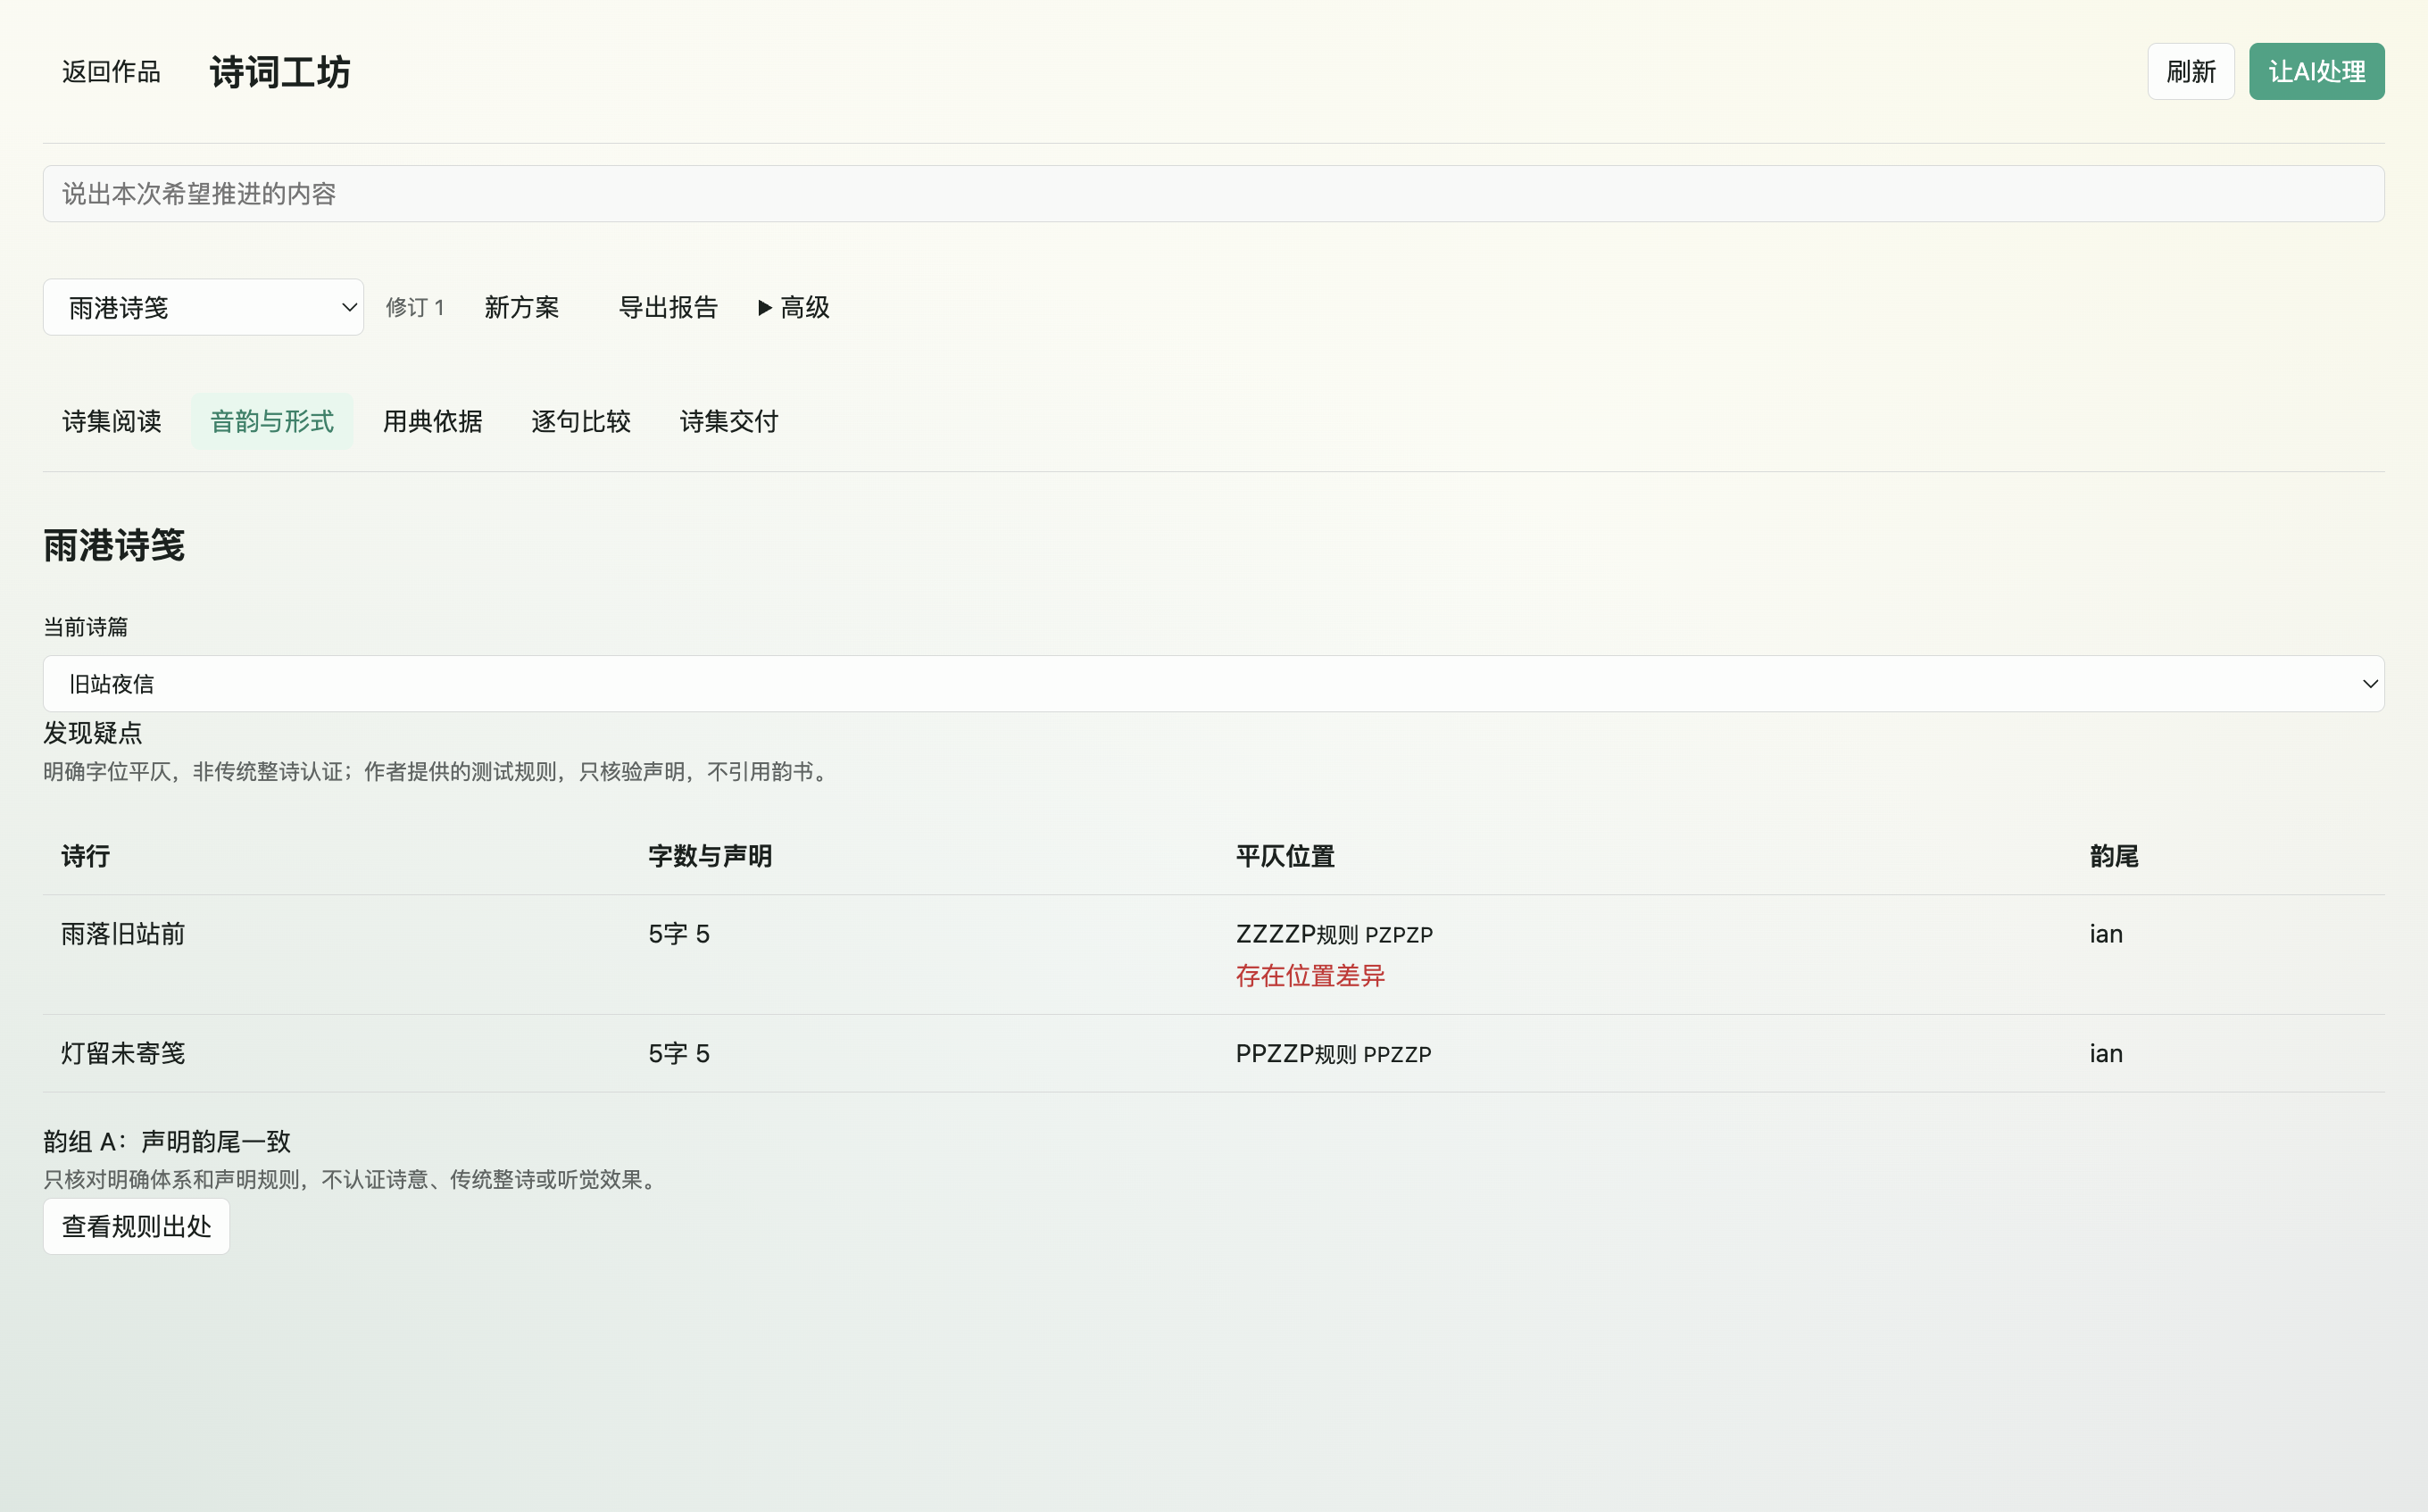 返回作品 诗词工坊 刷新 让AI处理
说出本次希望推进的内容
雨港诗笺 修订 1 新方案 导出报告 ▶ 高级
诗集阅读 音韵与形式 用典依据 逐句比较 诗集交付
雨港诗笺
当前诗篇
旧站夜信
发现疑点
明确字位平仄，非传统整诗认证；作者提供的测试规则，只核验声明，不引用韵书。
诗行 字数与声明 平仄位置 韵尾
雨落旧站前 5字 5 ZZZZP规则 PZPZP ian
存在位置差异
灯留未寄笺 5字 5 PPZZP规则 PPZZP ian
韵组 A：声明韵尾一致
只核对明确体系和声明规则，不认证诗意、传统整诗或听觉效果。
查看规则出处